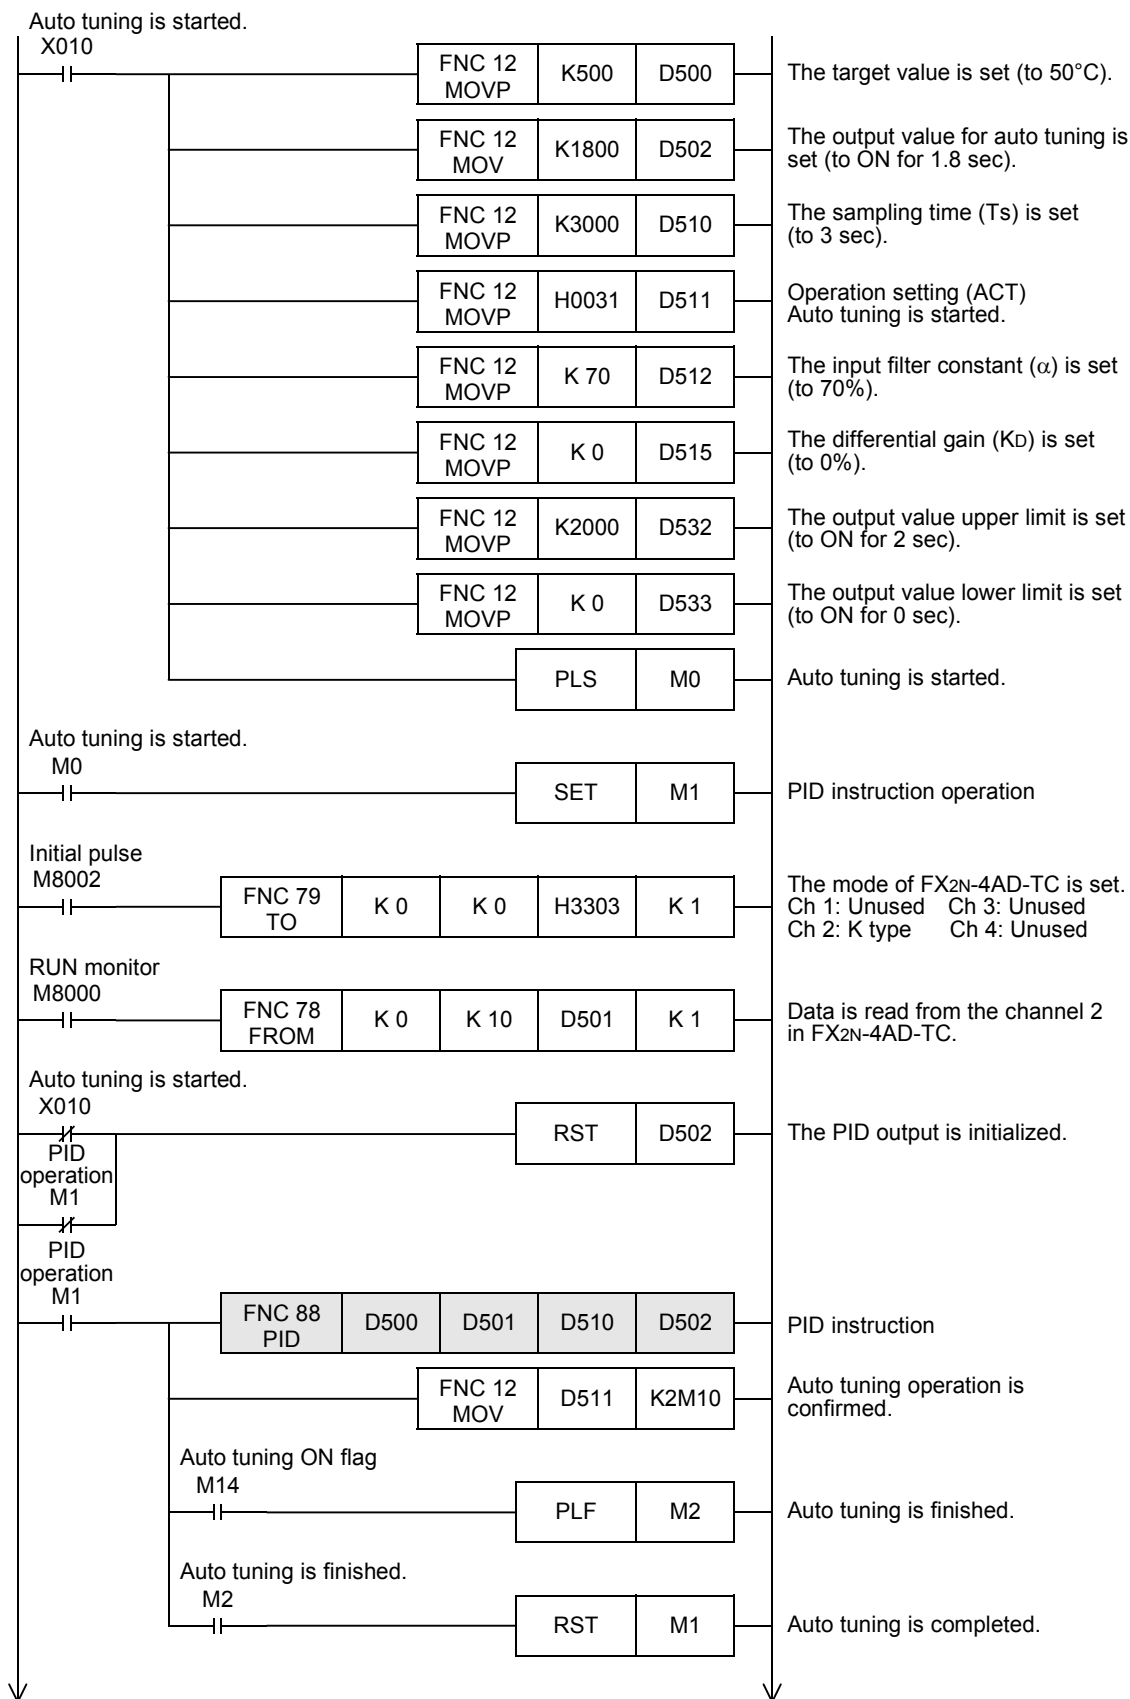 Auto tuning is started.
X010
FNC 12 MOVP K500 D500 The target value is set (to 50°C).
FNC 12 MOV K1800 D502 The output value for auto tuning is
set (to ON for 1.8 sec).
FNC 12 MOVP K3000 D510 The sampling time (Ts) is set
(to 3 sec).
FNC 12 MOVP H0031 D511 Operation setting (ACT)
Auto tuning is started.
FNC 12 MOVP K 70 D512 The input filter constant (α) is set
(to 70%).
FNC 12 MOVP K 0 D515 The differential gain (KD) is set
(to 0%).
FNC 12 MOVP K2000 D532 The output value upper limit is set
(to ON for 2 sec).
FNC 12 MOVP K 0 D533 The output value lower limit is set
(to ON for 0 sec).
PLS M0 Auto tuning is started.
Auto tuning is started.
M0
SET M1 PID instruction operation
Initial pulse
M8002
FNC 79 TO K 0 K 0 H3303 K 1 The mode of FX2N-4AD-TC is set.
Ch 1: Unused Ch 3: Unused
Ch 2: K type Ch 4: Unused
RUN monitor
M8000
FNC 78 FROM K 0 K 10 D501 K 1 Data is read from the channel 2
in FX2N-4AD-TC.
Auto tuning is started.
X010
RST D502 The PID output is initialized.
PID
operation
M1
PID
operation
M1
FNC 88 PID D500 D501 D510 D502 PID instruction
FNC 12 MOV D511 K2M10 Auto tuning operation is
confirmed.
Auto tuning ON flag
M14
PLF M2 Auto tuning is finished.
Auto tuning is finished.
M2
RST M1 Auto tuning is completed.